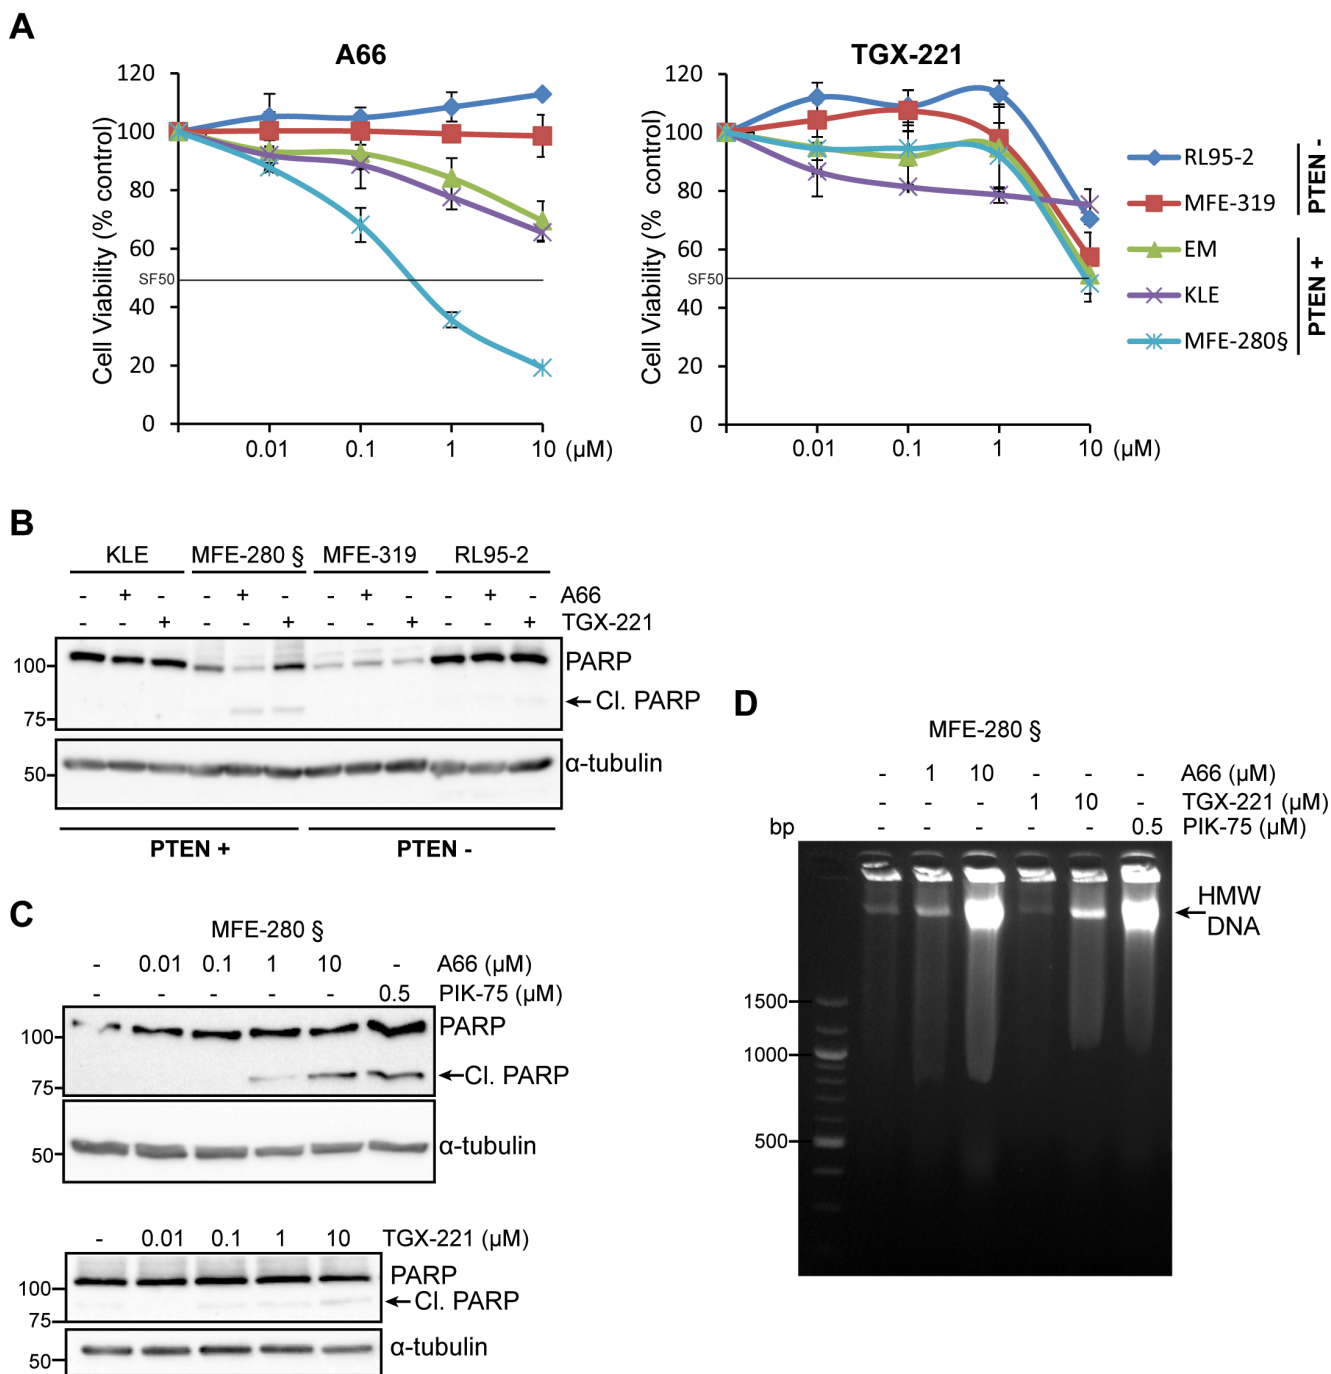 A
A66
TGX-221
120
100
80
60
40
20
0
Cell Viability (% control)
SF50
0.01 0.1 1 10 (µM)
120
100
80
60
40
20
0
Cell Viability (% control)
SF50
0.01 0.1 1 10 (µM)
RL95-2
MFE-319
EM
KLE
MFE-280§
PTEN -
PTEN +
B
KLE MFE-280 § MFE-319 RL95-2
- + - - + - - + - - + - A66
- - + - - + - - + - - + TGX-221
100
75
PARP
Cl. PARP
50
α-tubulin
PTEN + PTEN -
C
MFE-280 §
- 0.01 0.1 1 10 - A66 (µM)
- - - - - 0.5 PIK-75 (µM)
100
75
PARP
Cl. PARP
50
α-tubulin
- 0.01 0.1 1 10 TGX-221 (µM)
100
75
PARP
Cl. PARP
50
α-tubulin
D
MFE-280 §
- 1 10 - - - A66 (µM)
- - - 1 10 - TGX-221 (µM)
bp - - - - - 0.5 PIK-75 (µM)
HMW
DNA
1500
1000
500